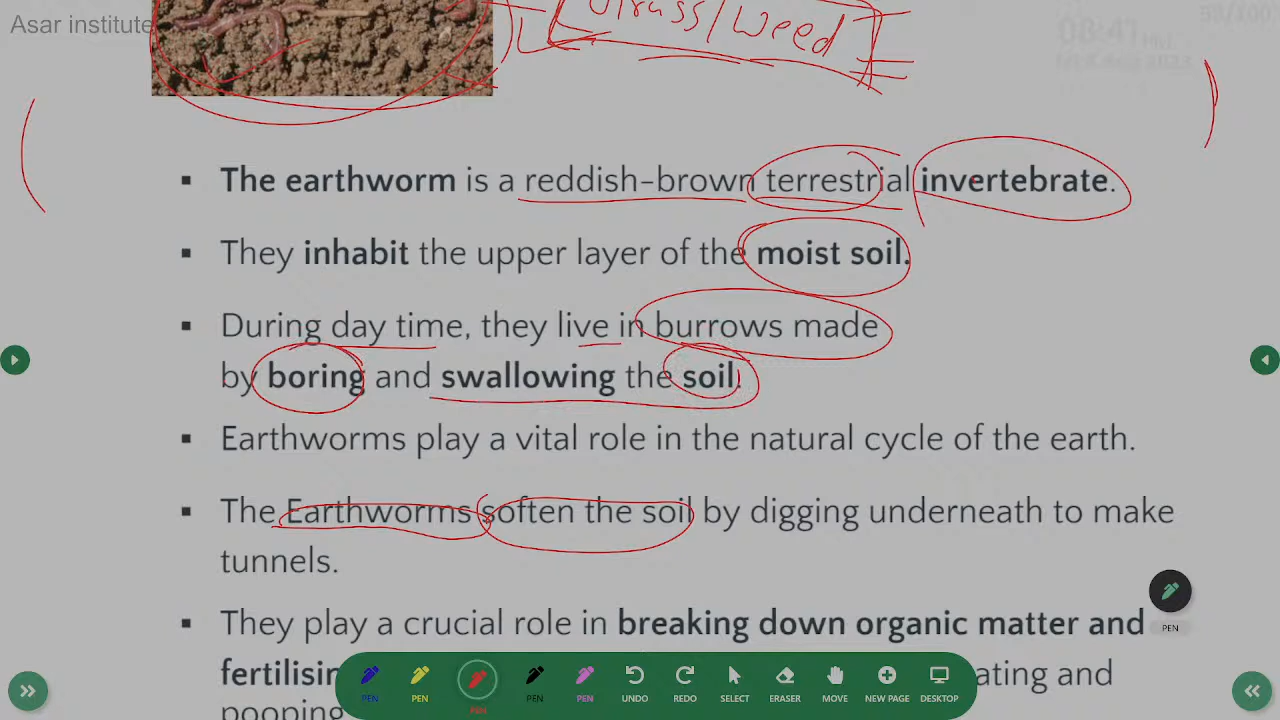 Asar institute
Grass/Weed
▪ The earthworm is a reddish-brown terrestrial invertebrate.
▪ They inhabit the upper layer of the moist soil.
▪ During day time, they live in burrows made
by boring and swallowing the soil.
▪ Earthworms play a vital role in the natural cycle of the earth.
▪ The Earthworms soften the soil by digging underneath to make
tunnels.
▪ They play a crucial role in breaking down organic matter and
pooping
PEN
PEN PEN PEN PEN PEN UNDO REDO SELECT ERASER MOVE NEW PAGE DESKTOP